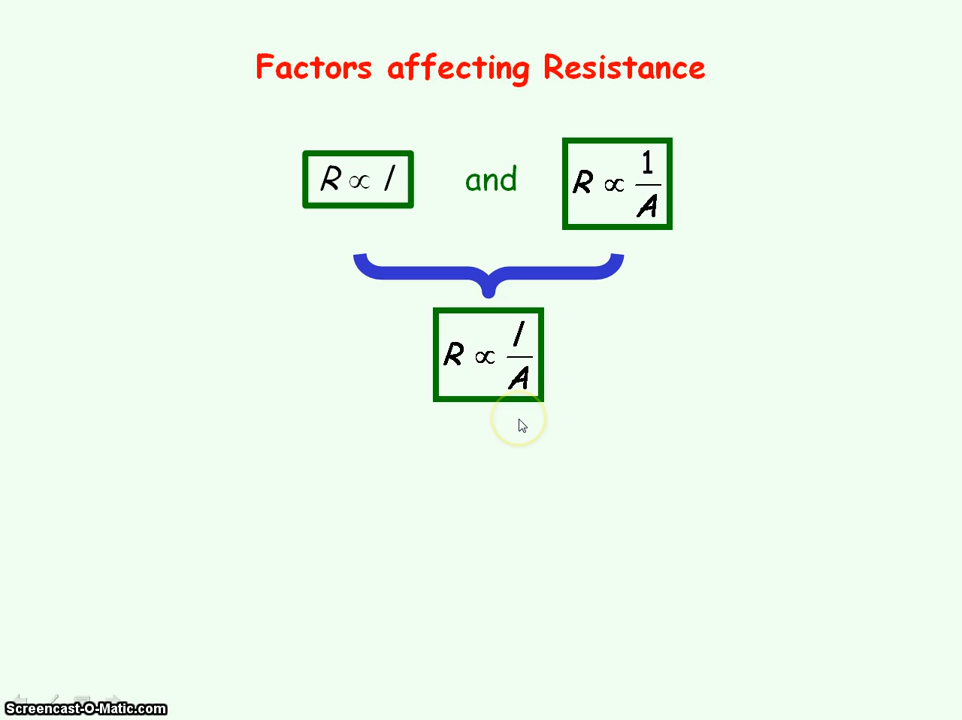 Factors affecting Resistance
R ∝ l and R ∝ 1/A
R ∝ l/A
Screencast-O-Matic.com